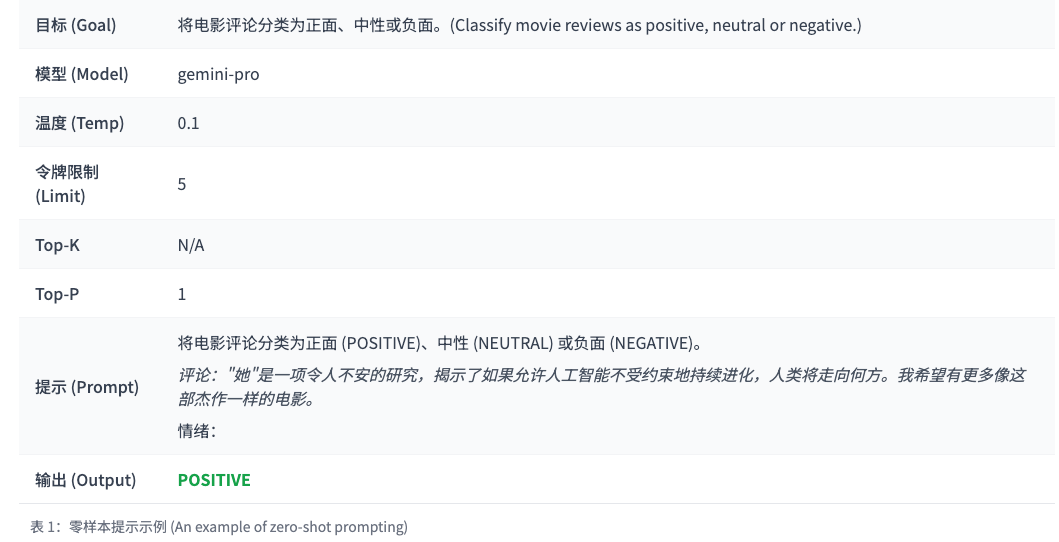 目标 (Goal) 将电影评论分类为正面、中性或负面。(Classify movie reviews as positive, neutral or negative.)
模型 (Model) gemini-pro
温度 (Temp) 0.1
令牌限制
(Limit) 5
Top-K N/A
Top-P 1
提示 (Prompt) 将电影评论分类为正面 (POSITIVE)、中性 (NEUTRAL) 或负面 (NEGATIVE)。
评论："她"是一项令人不安的研究，揭示了如果允许人工智能不受约束地持续进化，人类将走向何方。我希望有更多像这
部杰作一样的电影。
情绪：
输出 (Output) POSITIVE
表 1：零样本提示示例 (An example of zero-shot prompting)